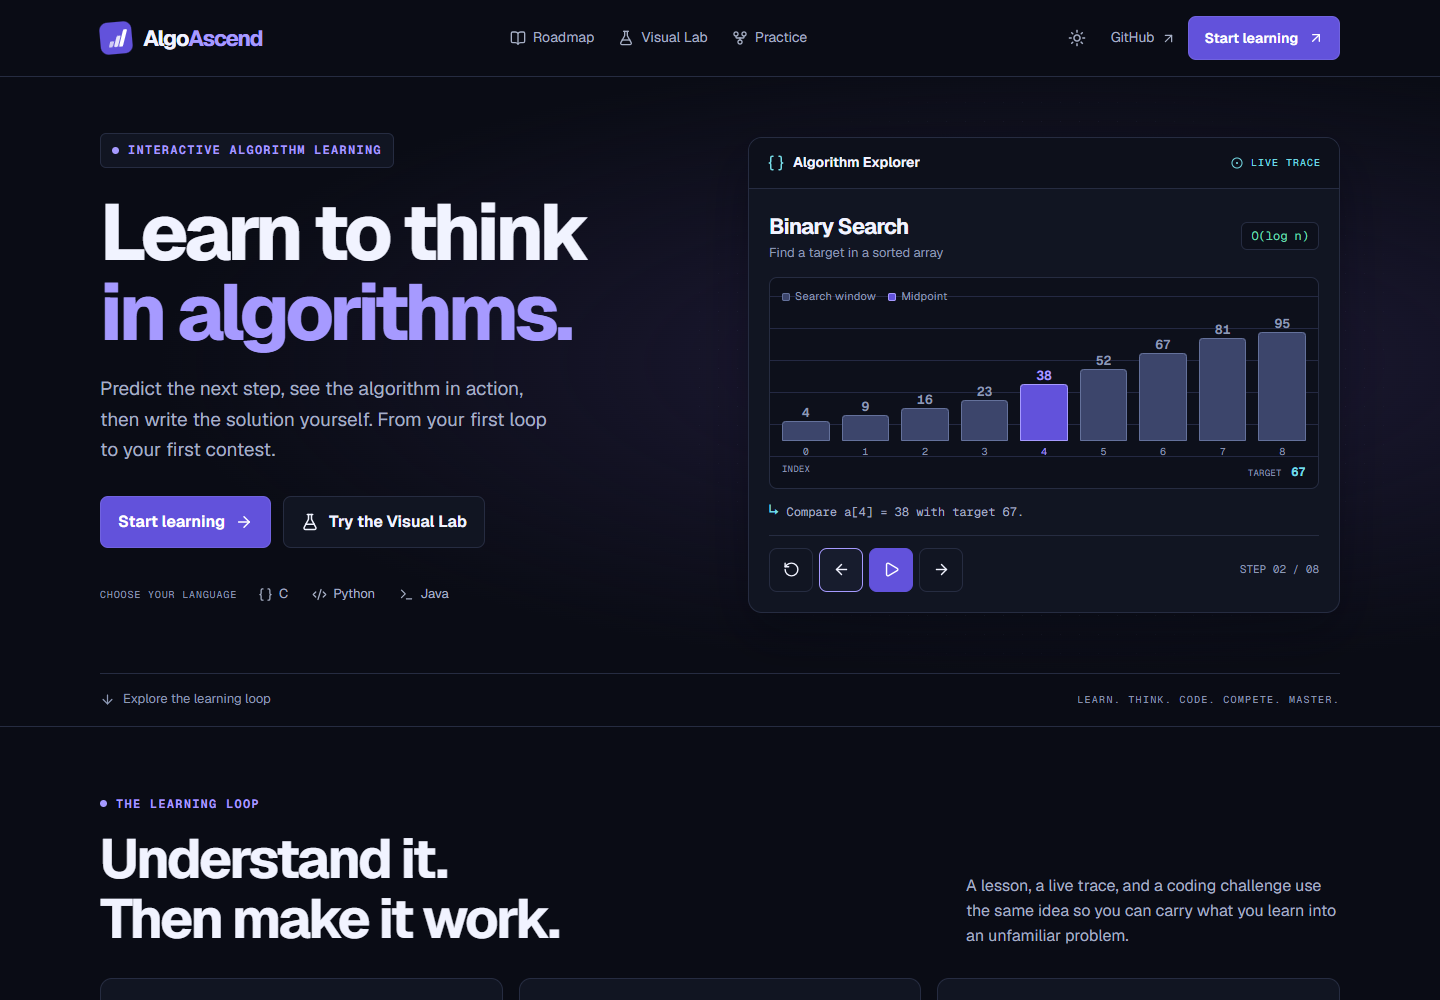 AlgoAscend
Roadmap
Visual Lab
Practice
GitHub
Start learning
INTERACTIVE ALGORITHM LEARNING
Learn to think
in algorithms.
Predict the next step, see the algorithm in action,
then write the solution yourself. From your first loop
to your first contest.
Start learning
Try the Visual Lab
CHOOSE YOUR LANGUAGE
{} C
</> Python
>_ Java
{} Algorithm Explorer
LIVE TRACE
Binary Search
Find a target in a sorted array
O(log n)
Search window
Midpoint
4
9
16
23
38
52
67
81
95
0
1
2
3
4
5
6
7
8
INDEX
TARGET 67
Compare a[4] = 38 with target 67.
STEP 02 / 08
Explore the learning loop
LEARN. THINK. CODE. COMPETE. MASTER.
THE LEARNING LOOP
Understand it.
Then make it work.
A lesson, a live trace, and a coding challenge use
the same idea so you can carry what you learn into
an unfamiliar problem.